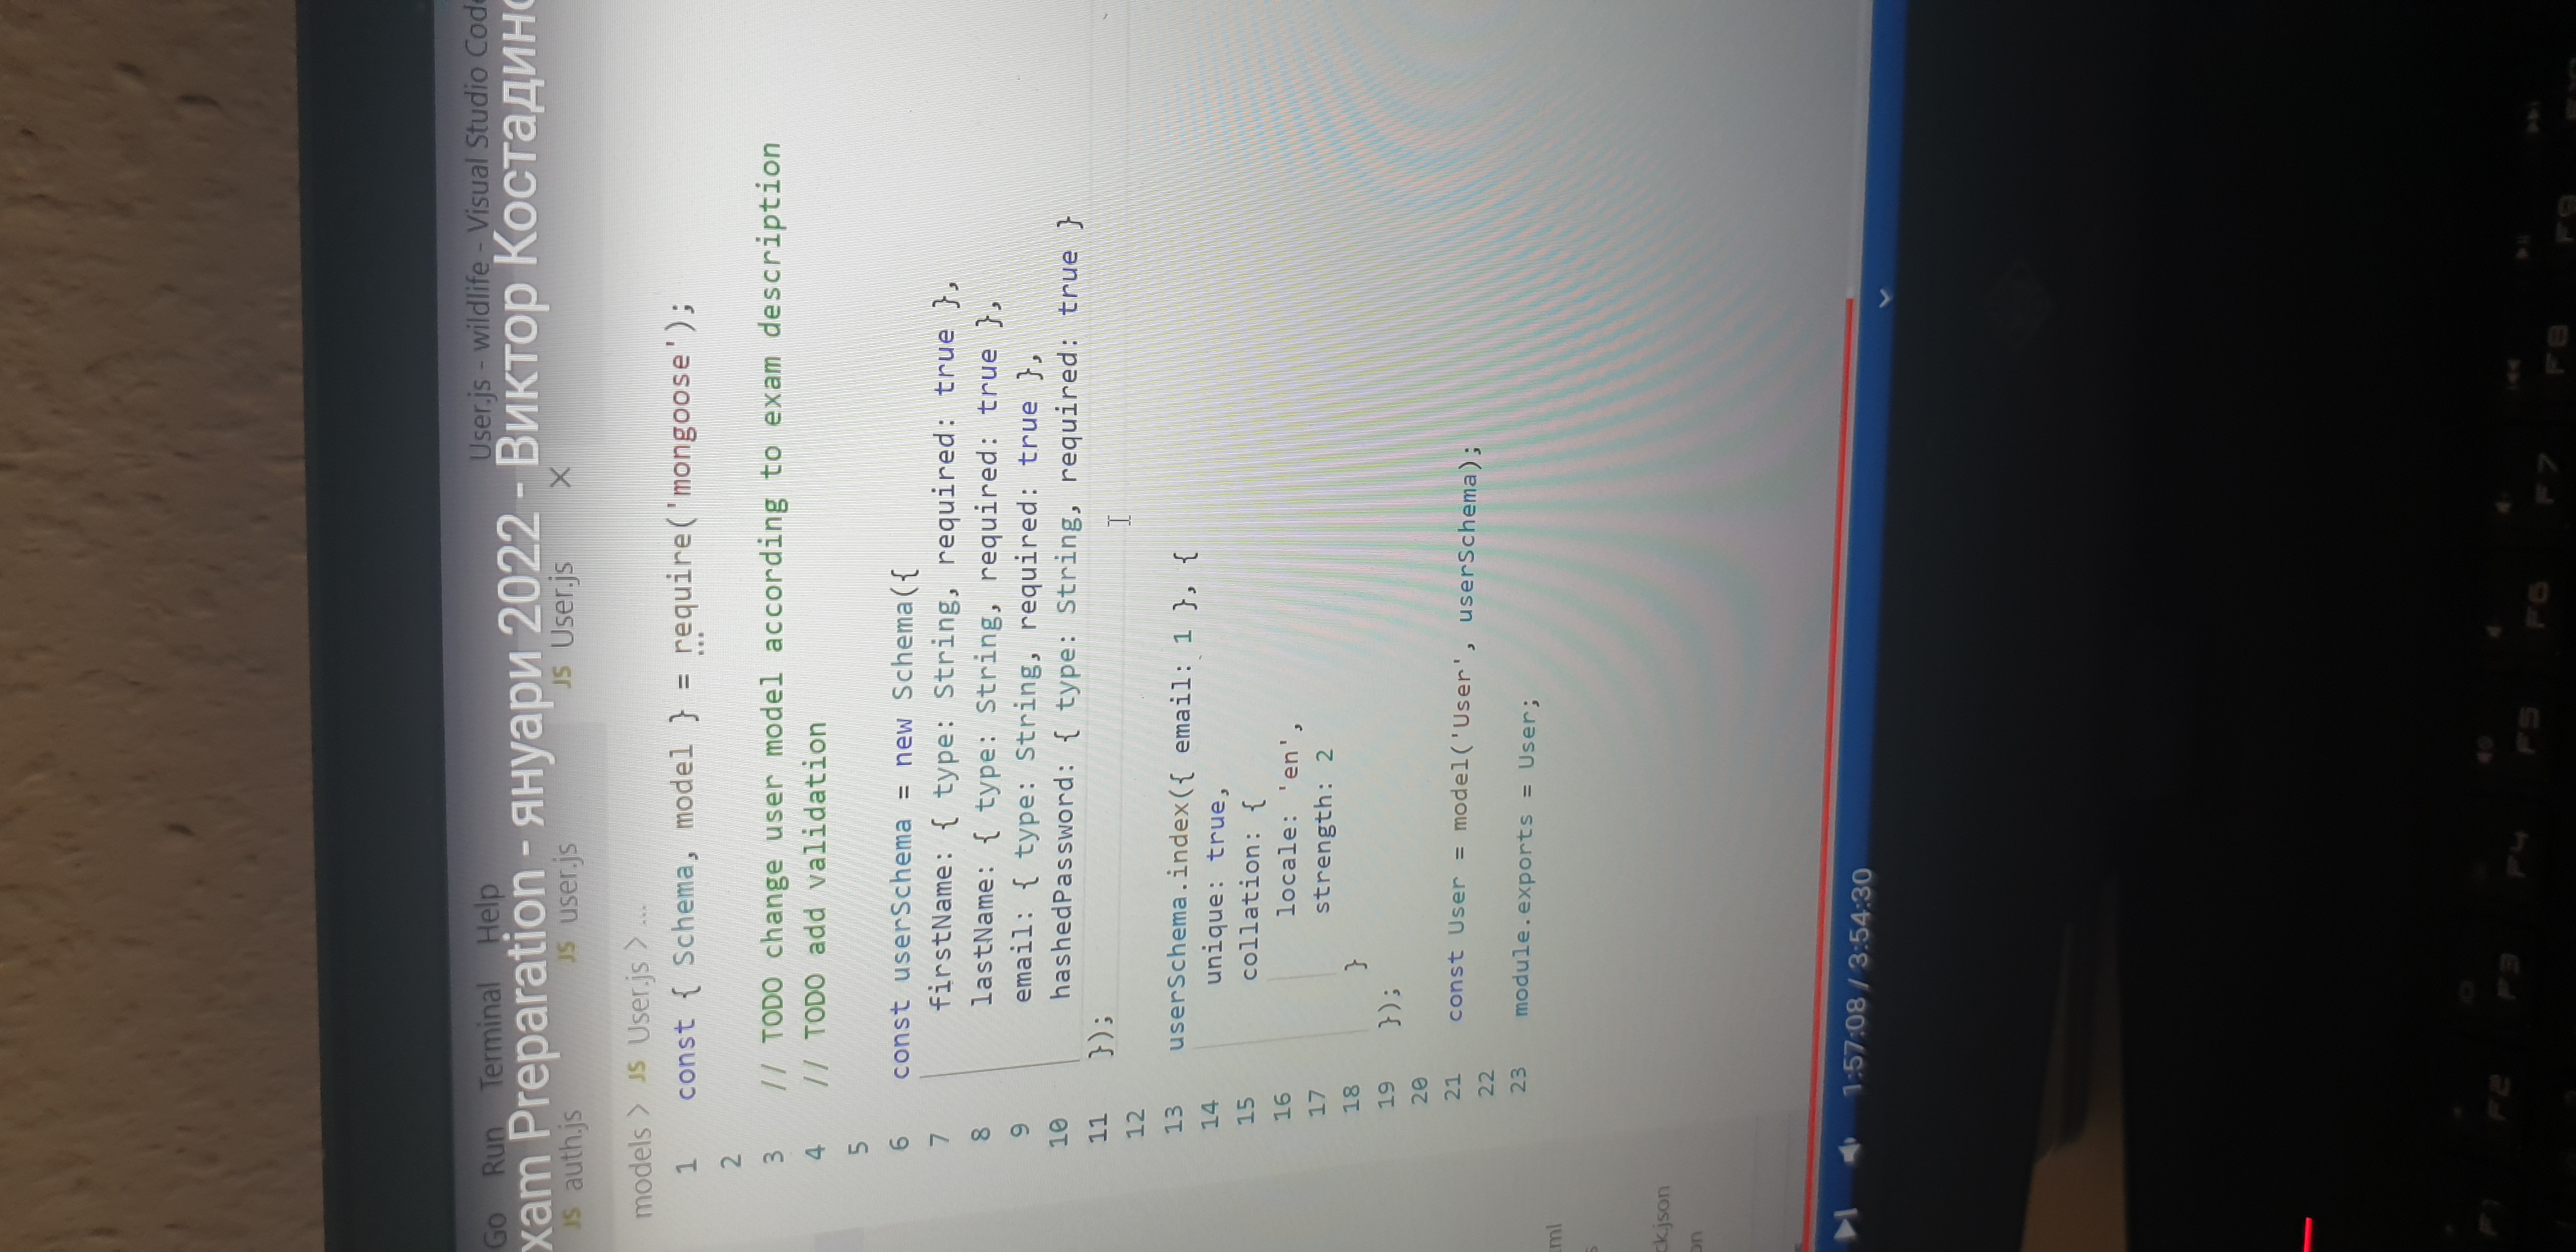 Go Run Terminal Help
User.js - wildlife - Visual Studio
Preparation - януари 2022 - Виктор
JS auth.js JS user.js JS User.js ×
models > JS User.js > ...
1 const { Schema, model } = require('mongoose');
2
3 // TODO change user model according to exam description
4 // TODO add validation
5
6 const userSchema = new Schema({
7 firstName: { type: String, required: true },
8 lastName: { type: String, required: true },
9 email: { type: String, required: true },
10 hashedPassword: { type: String, required: true }
11 });
12
13 userSchema.index({ email: 1 }, {
14 unique: true,
15 collation: {
16 locale: 'en',
17 strength: 2
18 }
19 });
20
21 const User = model('User', userSchema);
22
23 module.exports = User;
ml
s
ck.json
on
1:57:08 / 3:54:30
F1 F2 F3 F4 F5 F6 F7 F8 F9